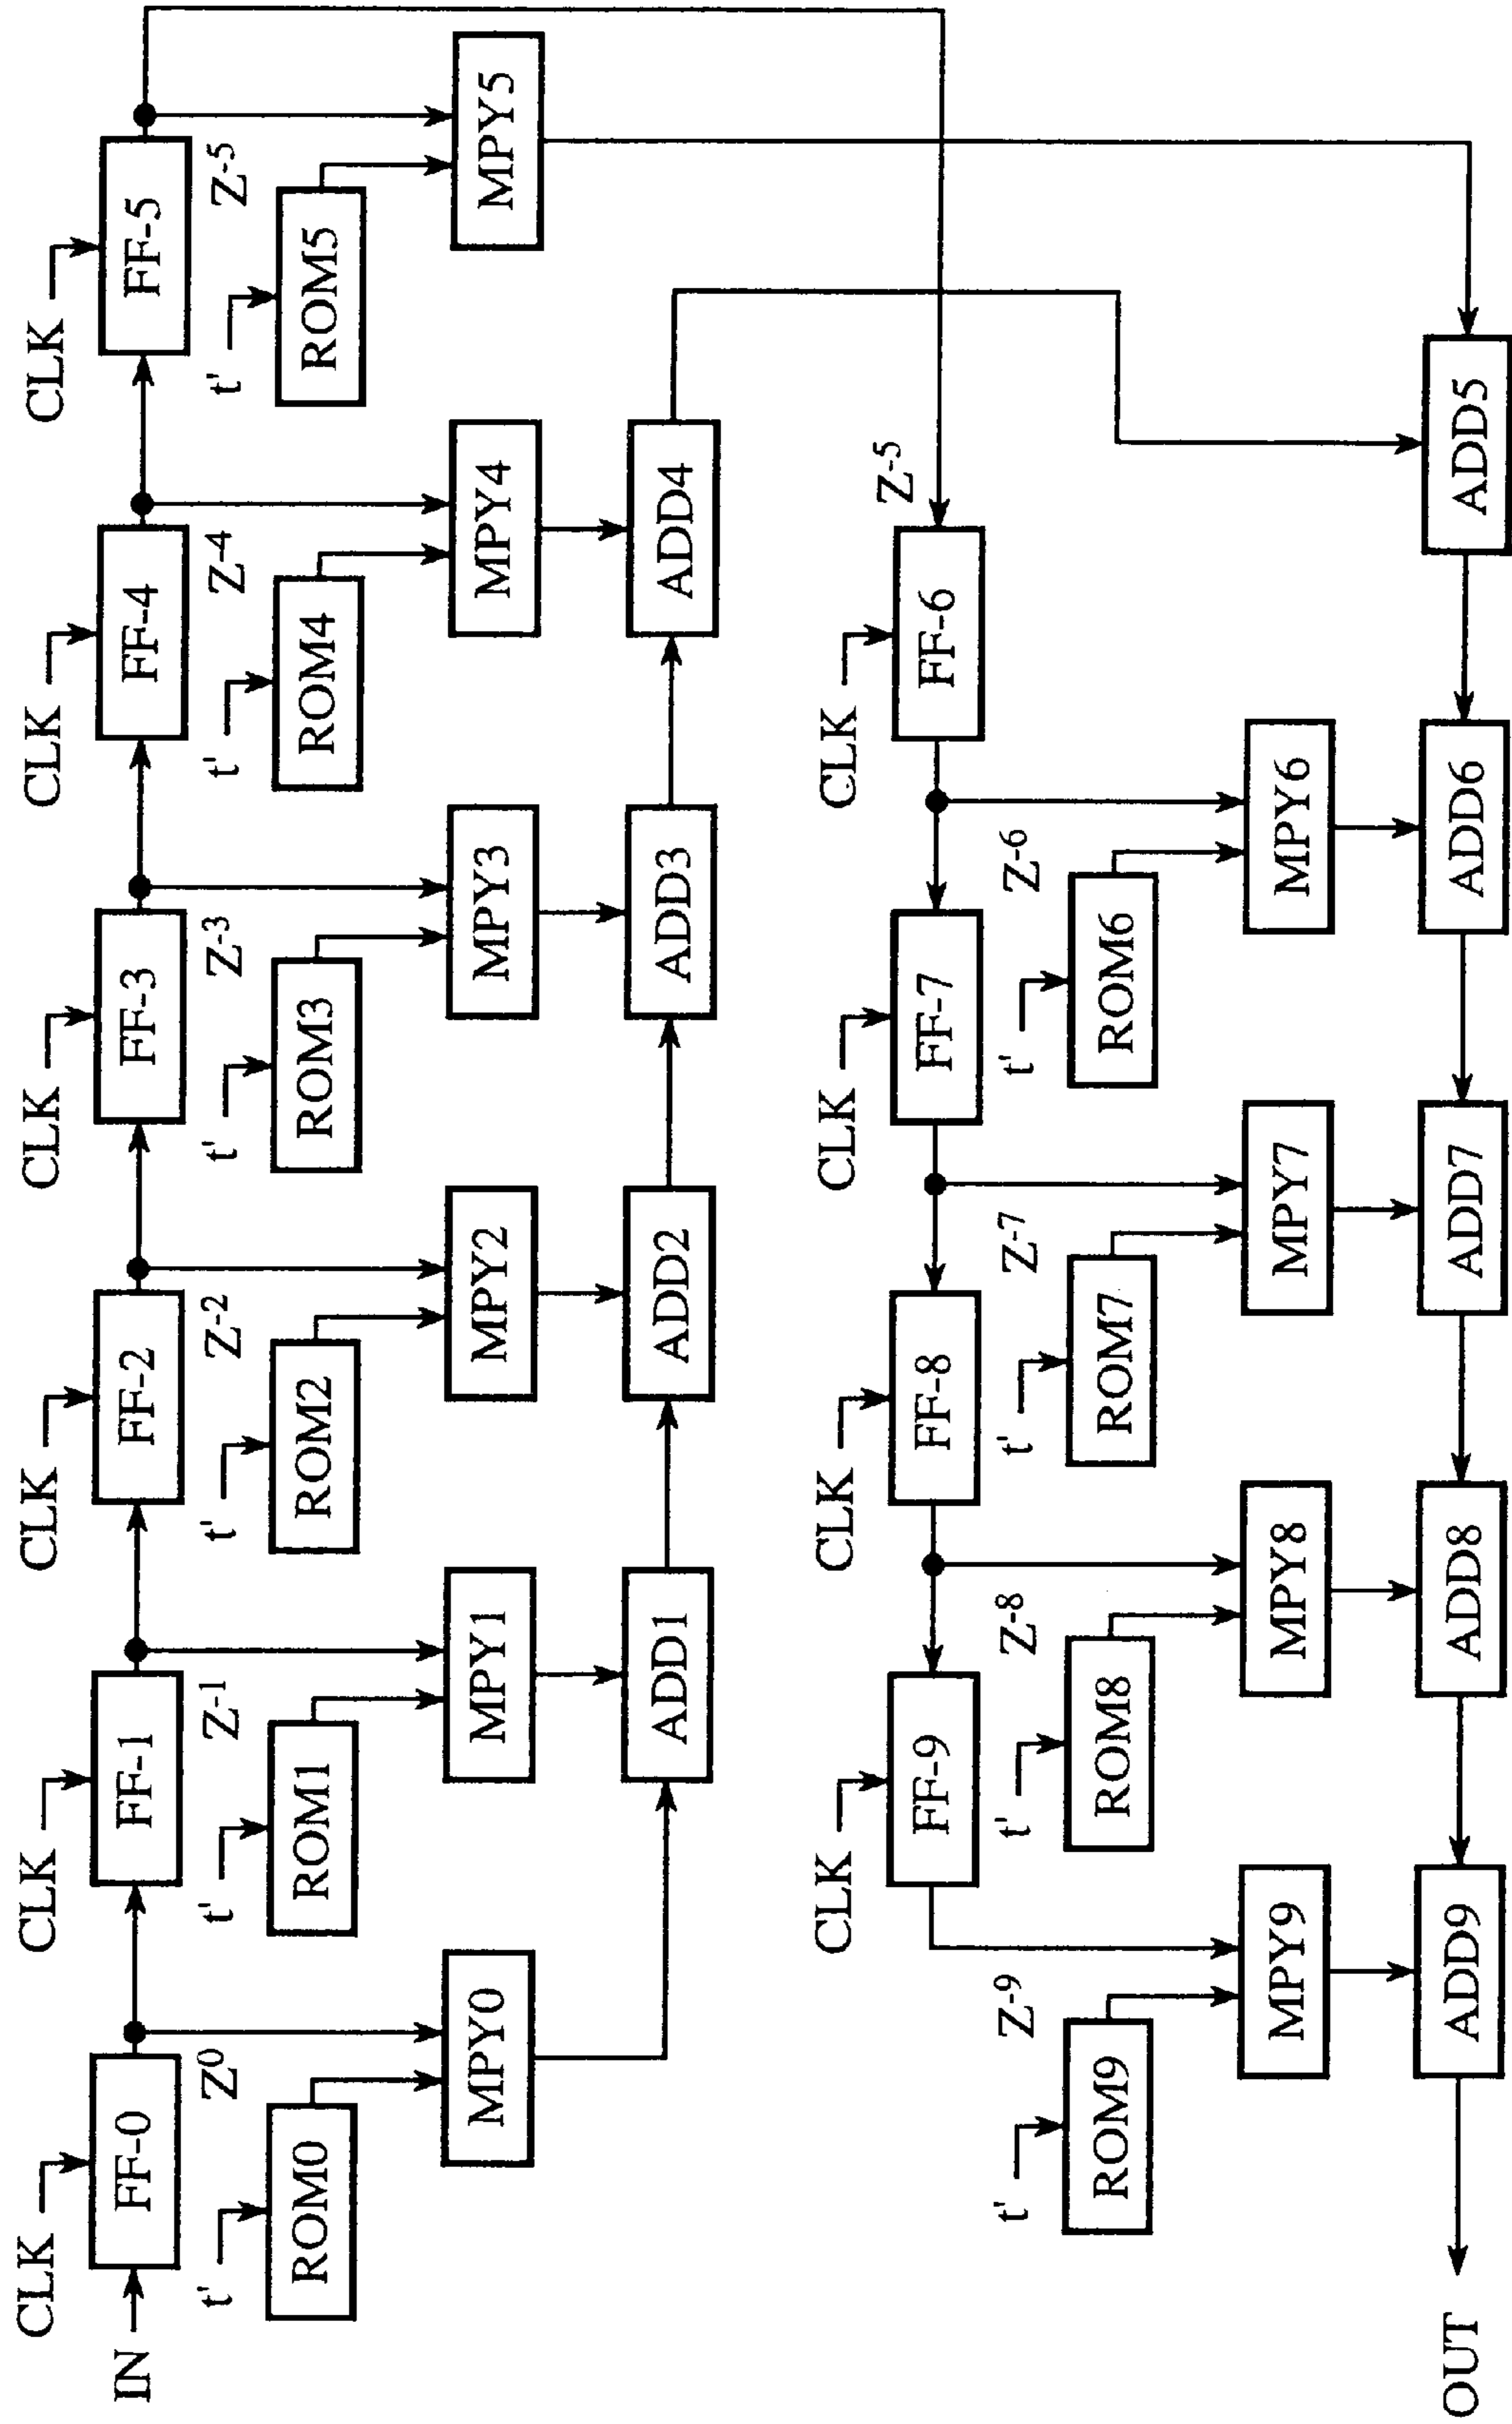 CLK CLK CLK CLK CLK CLK
IN FF-0 FF-1 FF-2 FF-3 FF-4 FF-5
Z⁰ Z⁻¹ Z⁻² Z⁻³ Z⁻⁴ Z⁻⁵
t' t' t' t' t' t'
ROM0 ROM1 ROM2 ROM3 ROM4 ROM5
MPY0 MPY1 MPY2 MPY3 MPY4 MPY5
ADD1 ADD2 ADD3 ADD4
CLK CLK CLK CLK Z⁻⁵
FF-9 FF-8 FF-7 FF-6
Z⁻⁹ Z⁻⁸ Z⁻⁷ Z⁻⁶
t' t' t' t'
ROM9 ROM8 ROM7 ROM6
MPY9 MPY8 MPY7 MPY6
OUT ADD9 ADD8 ADD7 ADD6 ADD5